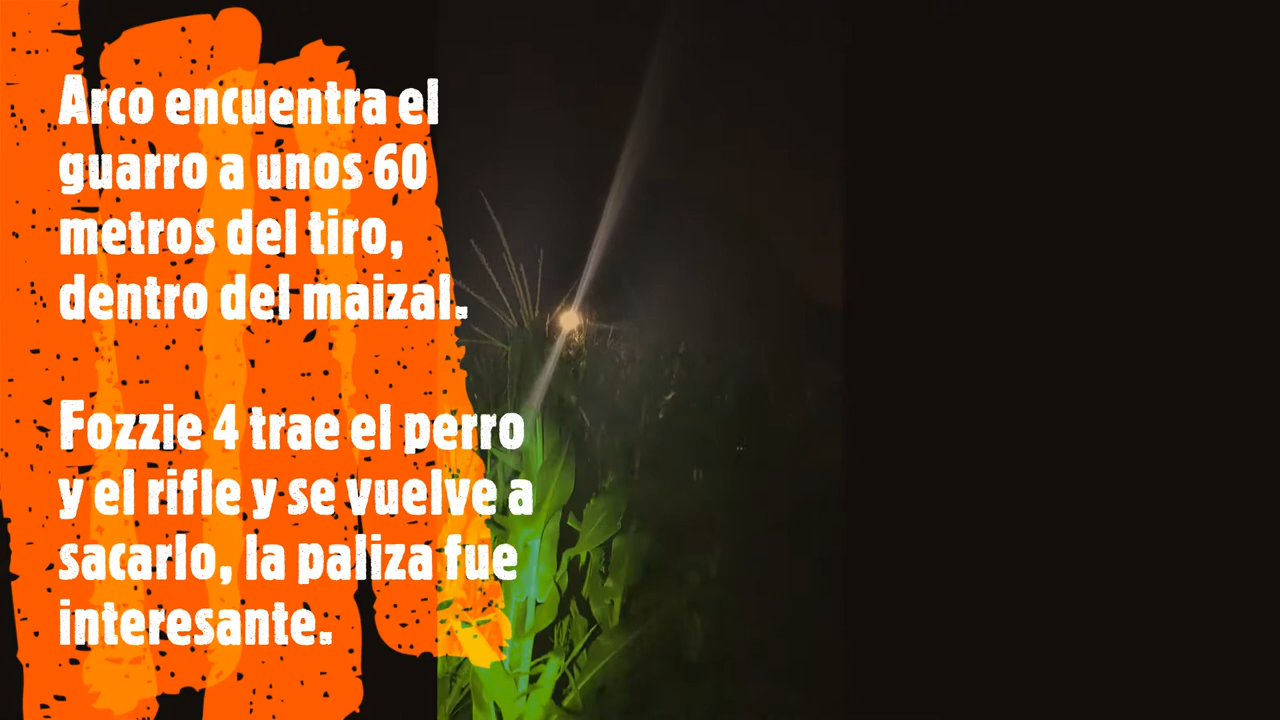 Arco encuentra el
guarro a unos 60
metros del tiro,
dentro del maizal.
Fozzie 4 trae el perro
y el rifle y se vuelve a
sacarlo, la paliza fue
interesante.